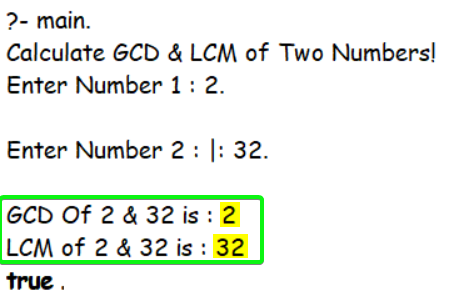 ?- main.
Calculate GCD & LCM of Two Numbers!
Enter Number 1 : 2.
Enter Number 2 : |: 32.
GCD Of 2 & 32 is : 2
LCM of 2 & 32 is : 32
true .